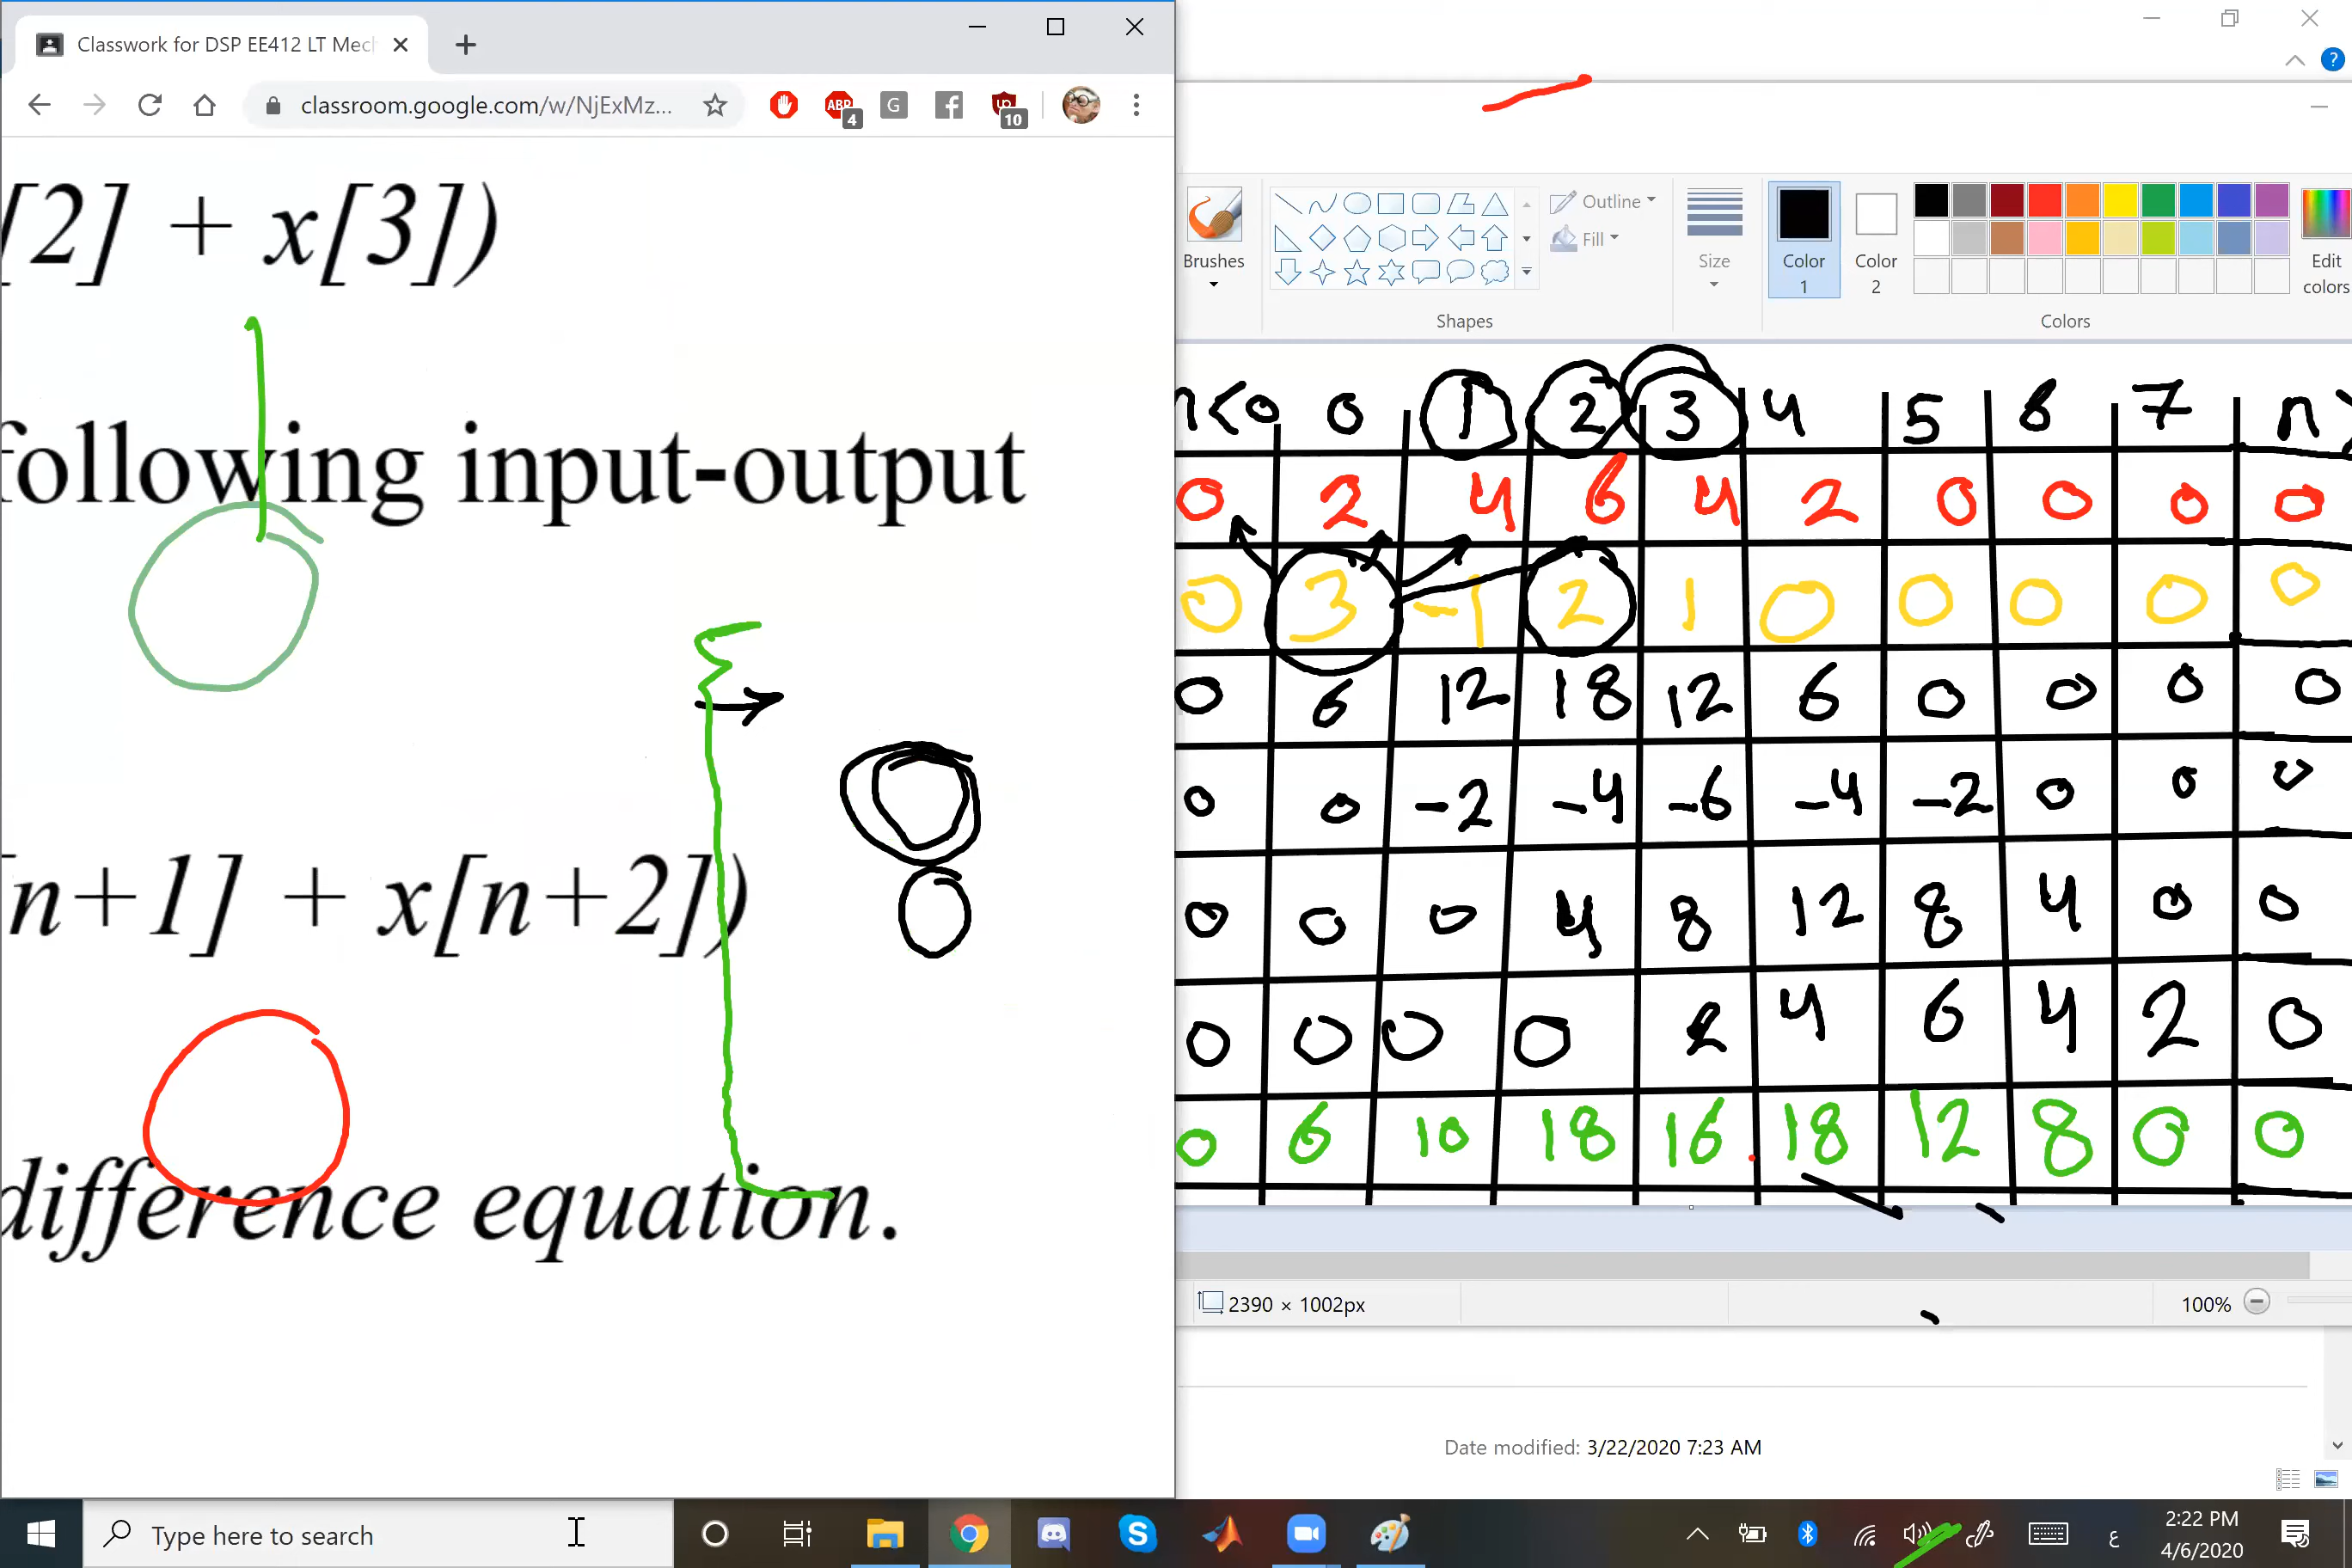 Classwork for DSP EE412 LT Mech
classroom.google.com/w/NjExMz...
ABP
4
G
10
[2] + x[3])
following input-output
[n+1] + x[n+2])
difference equation.
Brushes
Outline
Fill
Shapes
Size
Color
1
Color
2
Edit
colors
Colors
n<0 0 1 2 3 4 5 6 7 n>
0 2 4 6 4 2 0 0 0 0
0 3 -1 2 1 0 0 0 0 0
0 6 12 18 12 6 0 0 0 0
0 0 -2 -4 -6 -4 -2 0 0 0
0 0 0 4 8 12 8 4 0 0
0 0 0 0 2 4 6 4 2 0
0 6 10 18 16 18 12 8 0 0
2390 × 1002px
100%
Date modified: 3/22/2020 7:23 AM
Type here to search
ع
2:22 PM
4/6/2020